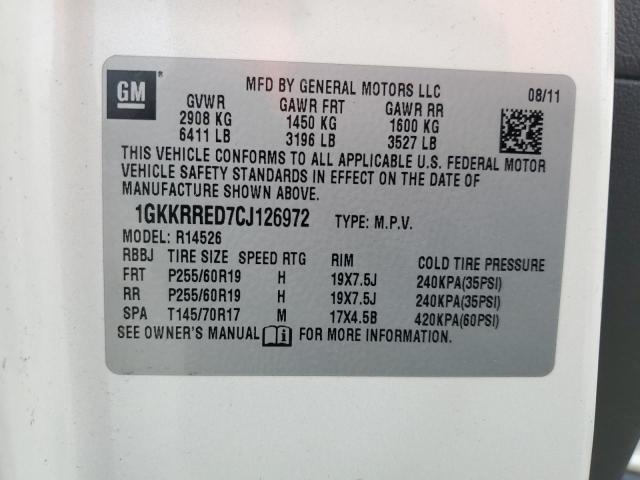 GM
MFD BY GENERAL MOTORS LLC
08/11
GVWR GAWR FRT GAWR RR
2908 KG 1450 KG 1600 KG
6411 LB 3196 LB 3527 LB
THIS VEHICLE CONFORMS TO ALL APPLICABLE U.S. FEDERAL MOTOR
VEHICLE SAFETY STANDARDS IN EFFECT ON THE DATE OF
MANUFACTURE SHOWN ABOVE.
1GKKRRED7CJ126972 TYPE: M.P.V.
MODEL: R14526
RBBJ TIRE SIZE SPEED RTG RIM COLD TIRE PRESSURE
FRT P255/60R19 H 19X7.5J 240KPA(35PSI)
RR P255/60R19 H 19X7.5J 240KPA(35PSI)
SPA T145/70R17 M 17X4.5B 420KPA(60PSI)
SEE OWNER'S MANUAL FOR MORE INFORMATION.